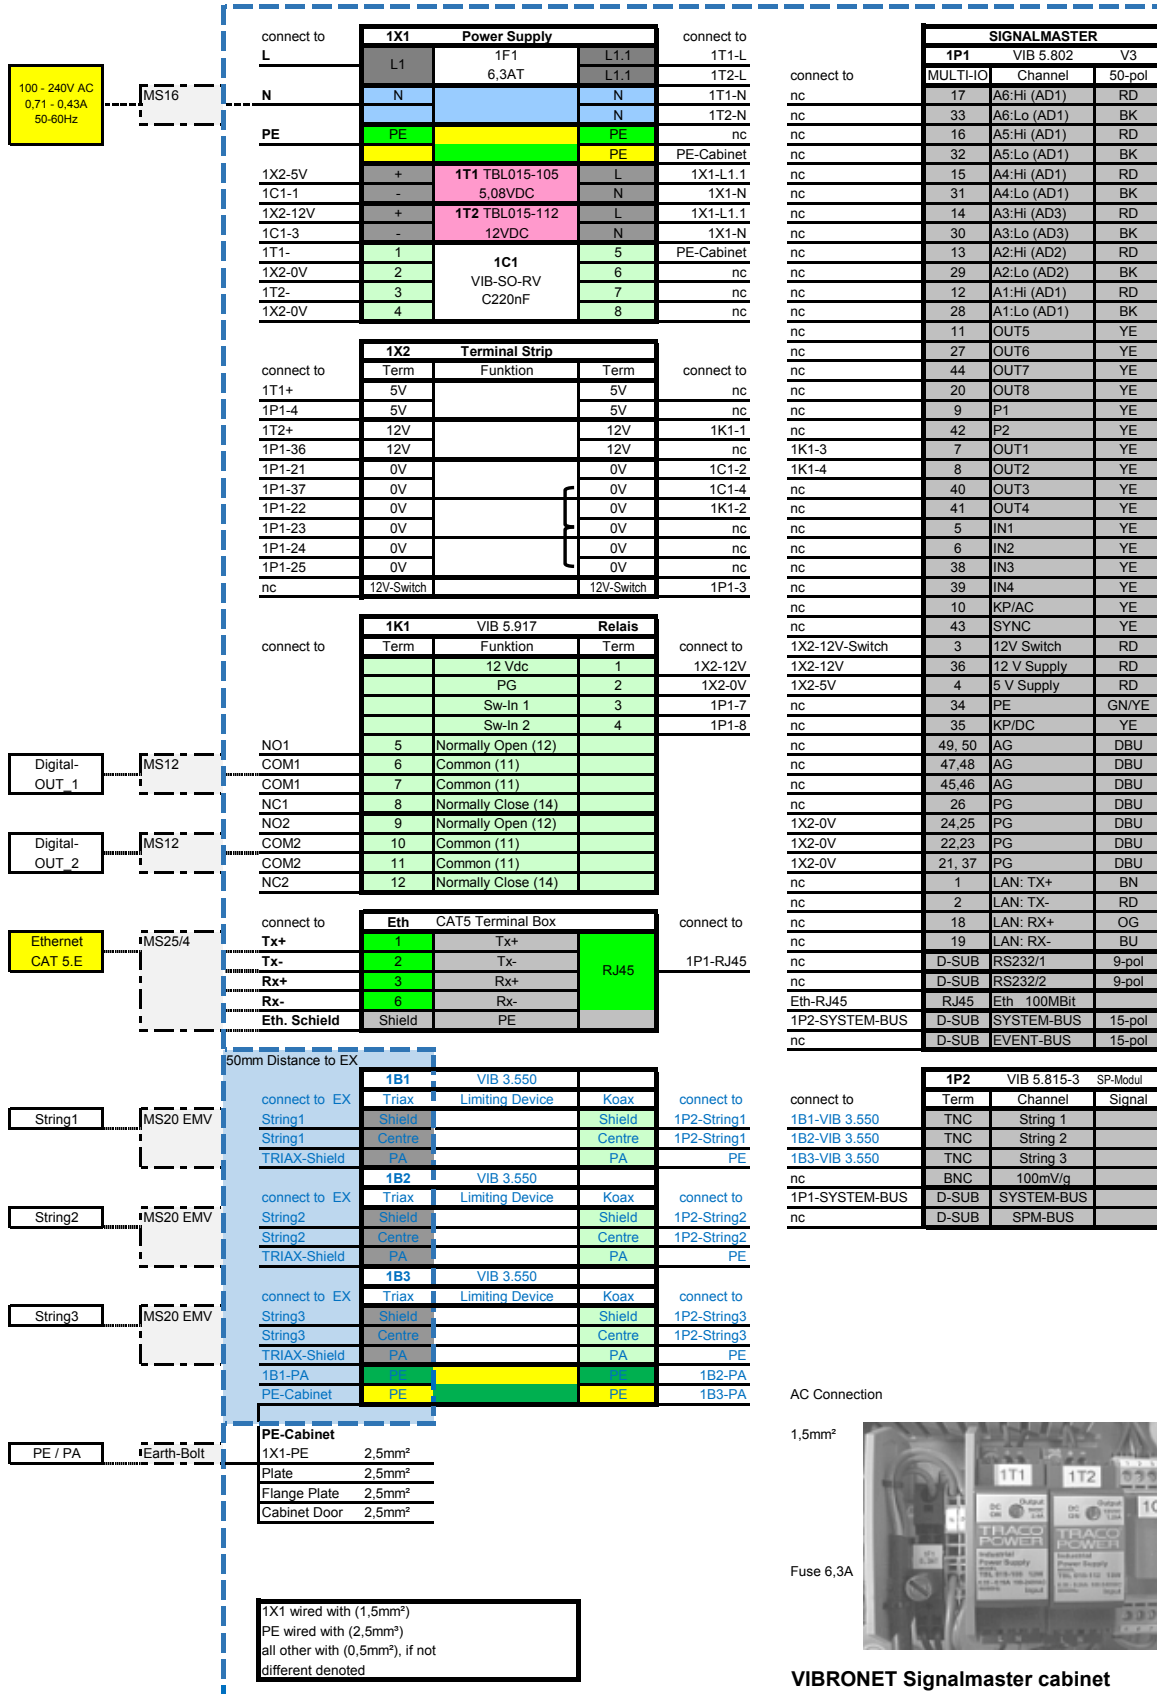 connect to 1X1 Power Supply connect to
L L1 1F1 L1.1 1T1-L
6,3AT L1.1 1T2-L
100 - 240V AC
0,71 - 0,43A
50-60Hz
MS16
N N N 1T1-N
N 1T2-N
PE PE PE nc
PE PE-Cabinet
1X2-5V + 1T1 TBL015-105 L 1X1-L1.1
1C1-1 - 5,08VDC N 1X1-N
1X2-12V + 1T2 TBL015-112 L 1X1-L1.1
1C1-3 - 12VDC N 1X1-N
1T1- 1 1C1 5 PE-Cabinet
1X2-0V 2 VIB-SO-RV 6 nc
1T2- 3 C220nF 7 nc
1X2-0V 4 8 nc
1X2 Terminal Strip
connect to Term Funktion Term connect to
1T1+ 5V 5V nc
1P1-4 5V 5V nc
1T2+ 12V 12V 1K1-1
1P1-36 12V 12V nc
1P1-21 0V 0V 1C1-2
1P1-37 0V 0V 1C1-4
1P1-22 0V 0V 1K1-2
1P1-23 0V 0V nc
1P1-24 0V 0V nc
1P1-25 0V 0V nc
nc 12V-Switch 12V-Switch 1P1-3
1K1 VIB 5.917 Relais
connect to Term Funktion Term connect to
12 Vdc 1 1X2-12V
PG 2 1X2-0V
Sw-In 1 3 1P1-7
Sw-In 2 4 1P1-8
NO1 5 Normally Open (12)
Digital-
OUT_1
MS12
COM1 6 Common (11)
COM1 7 Common (11)
NC1 8 Normally Close (14)
NO2 9 Normally Open (12)
Digital-
OUT_2
MS12
COM2 10 Common (11)
COM2 11 Common (11)
NC2 12 Normally Close (14)
connect to Eth CAT5 Terminal Box connect to
Ethernet
CAT 5.E
MS25/4
Tx+ 1 Tx+ RJ45
Tx- 2 Tx- 1P1-RJ45
Rx+ 3 Rx+
Rx- 6 Rx-
Eth. Schield Shield PE
50mm Distance to EX
1B1 VIB 3.550
connect to EX Triax Limiting Device Koax connect to
String1 MS20 EMV String1 Shield Shield 1P2-String1
String1 Centre Centre 1P2-String1
TRIAX-Shield PA PA PE
1B2 VIB 3.550
connect to EX Triax Limiting Device Koax connect to
String2 MS20 EMV String2 Shield Shield 1P2-String2
String2 Centre Centre 1P2-String2
TRIAX-Shield PA PA PE
1B3 VIB 3.550
connect to EX Triax Limiting Device Koax connect to
String3 MS20 EMV String3 Shield Shield 1P2-String3
String3 Centre Centre 1P2-String3
TRIAX-Shield PA PA PE
1B1-PA PE PE 1B2-PA
PE-Cabinet PE PE 1B3-PA
PE-Cabinet
PE / PA Earth-Bolt 1X1-PE 2,5mm²
Plate 2,5mm²
Flange Plate 2,5mm²
Cabinet Door 2,5mm²
1X1 wired with (1,5mm²)
PE wired with (2,5mm³)
all other with (0,5mm²), if not
different denoted
SIGNALMASTER
1P1 VIB 5.802 V3
connect to MULTI-IO Channel 50-pol
nc 17 A6:Hi (AD1) RD
nc 33 A6:Lo (AD1) BK
nc 16 A5:Hi (AD1) RD
nc 32 A5:Lo (AD1) BK
nc 15 A4:Hi (AD1) RD
nc 31 A4:Lo (AD1) BK
nc 14 A3:Hi (AD3) RD
nc 30 A3:Lo (AD3) BK
nc 13 A2:Hi (AD2) RD
nc 29 A2:Lo (AD2) BK
nc 12 A1:Hi (AD1) RD
nc 28 A1:Lo (AD1) BK
nc 11 OUT5 YE
nc 27 OUT6 YE
nc 44 OUT7 YE
nc 20 OUT8 YE
nc 9 P1 YE
nc 42 P2 YE
1K1-3 7 OUT1 YE
1K1-4 8 OUT2 YE
nc 40 OUT3 YE
nc 41 OUT4 YE
nc 5 IN1 YE
nc 6 IN2 YE
nc 38 IN3 YE
nc 39 IN4 YE
nc 10 KP/AC YE
nc 43 SYNC YE
1X2-12V-Switch 3 12V Switch RD
1X2-12V 36 12 V Supply RD
1X2-5V 4 5 V Supply RD
nc 34 PE GN/YE
nc 35 KP/DC YE
nc 49, 50 AG DBU
nc 47,48 AG DBU
nc 45,46 AG DBU
nc 26 PG DBU
1X2-0V 24,25 PG DBU
1X2-0V 22,23 PG DBU
1X2-0V 21, 37 PG DBU
nc 1 LAN: TX+ BN
nc 2 LAN: TX- RD
nc 18 LAN: RX+ OG
nc 19 LAN: RX- BU
nc D-SUB RS232/1 9-pol
nc D-SUB RS232/2 9-pol
Eth-RJ45 RJ45 Eth 100MBit
1P2-SYSTEM-BUS D-SUB SYSTEM-BUS 15-pol
nc D-SUB EVENT-BUS 15-pol
1P2 VIB 5.815-3 SP-Modul
connect to Term Channel Signal
1B1-VIB 3.550 TNC String 1
1B2-VIB 3.550 TNC String 2
1B3-VIB 3.550 TNC String 3
nc BNC 100mV/g
1P1-SYSTEM-BUS D-SUB SYSTEM-BUS
nc D-SUB SPM-BUS
AC Connection
1,5mm²
1T1 1T2
TRACO POWER TRACO POWER
Fuse 6,3A
VIBRONET Signalmaster cabinet